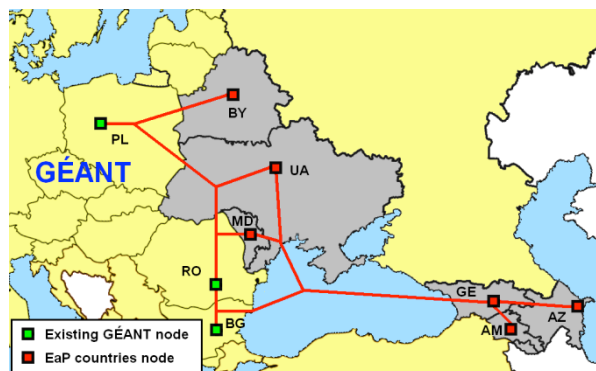 BY
PL
GÉANT
UA
MD
RO
GE
BG
AZ
AM
Existing GÉANT node
EaP countries node